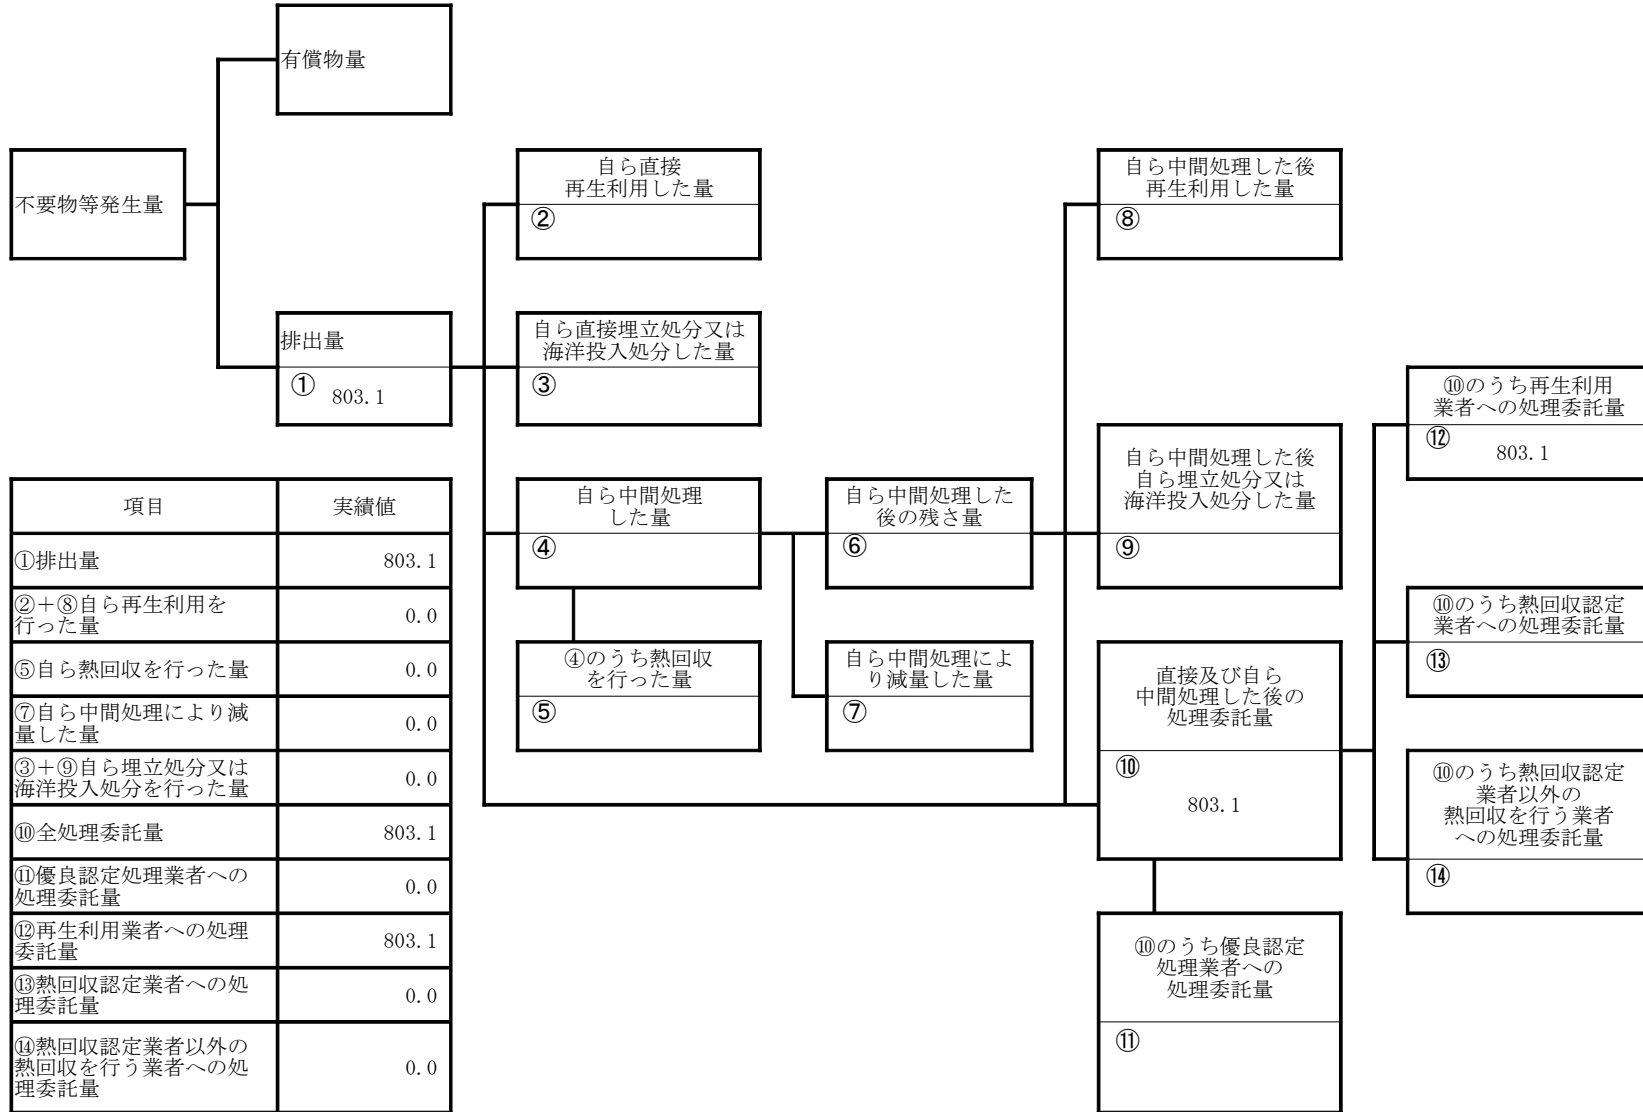 有償物量
不要物等発生量
自ら直接
再生利用した量
②
自ら中間処理した後
再生利用した量
⑧
排出量
①
803.1
自ら直接埋立処分又は
海洋投入処分した量
③
⑩のうち再生利用
業者への処理委託量
⑫
803.1
自ら中間処理した後
自ら埋立処分又は
海洋投入処分した量
⑨
自ら中間処理
した量
④
自ら中間処理した
後の残さ量
⑥
④のうち熱回収
を行った量
⑤
自ら中間処理によ
り減量した量
⑦
直接及び自ら
中間処理した後の
処理委託量
⑩
803.1
⑩のうち熱回収認定
業者への処理委託量
⑬
⑩のうち熱回収認定
業者以外の
熱回収を行う業者
への処理委託量
⑭
⑩のうち優良認定
処理業者への
処理委託量
⑪
項目 実績値
①排出量 803.1
②＋⑧自ら再生利用を
行った量 0.0
⑤自ら熱回収を行った量 0.0
⑦自ら中間処理により減
量した量 0.0
③＋⑨自ら埋立処分又は
海洋投入処分を行った量 0.0
⑩全処理委託量 803.1
⑪優良認定処理業者への
処理委託量 0.0
⑫再生利用業者への処理
委託量 803.1
⑬熱回収認定業者への処
理委託量 0.0
⑭熱回収認定業者以外の
熱回収を行う業者への処
理委託量 0.0